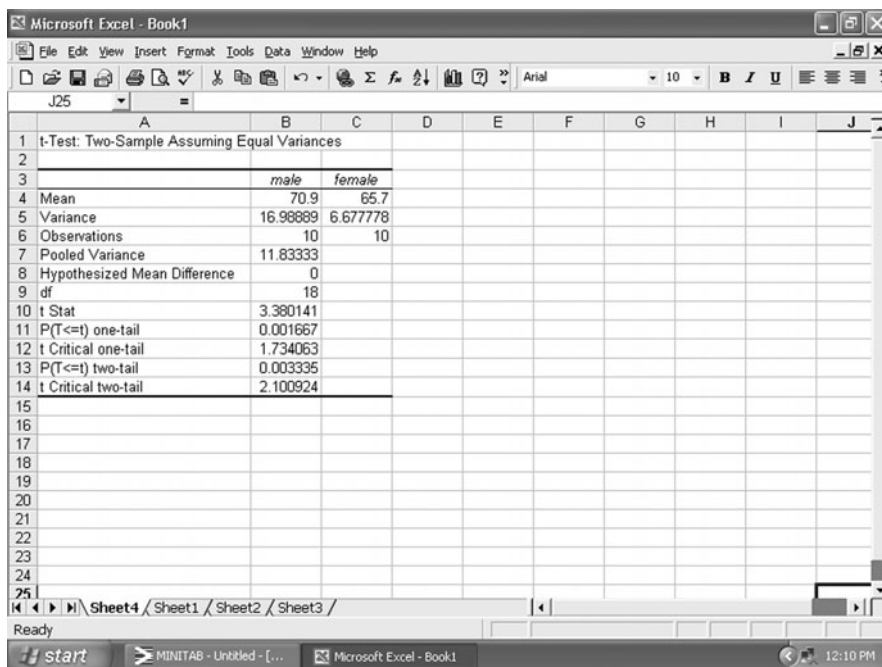 Microsoft Excel - Book1
File Edit View Insert Format Tools Data Window Help
Arial 10 B I U
J25 =
A B C D E F G H I J
1 t-Test: Two-Sample Assuming Equal Variances
2
3 male female
4 Mean 70.9 65.7
5 Variance 16.98889 6.677778
6 Observations 10 10
7 Pooled Variance 11.83333
8 Hypothesized Mean Difference 0
9 df 18
10 t Stat 3.380141
11 P(T<=t) one-tail 0.001667
12 t Critical one-tail 1.734063
13 P(T<=t) two-tail 0.003335
14 t Critical two-tail 2.100924
15
16
17
18
19
20
21
22
23
24
25
Sheet4 / Sheet1 / Sheet2 / Sheet3 /
Ready
start MINITAB - Untitled - [... Microsoft Excel - Book1 12:10 PM